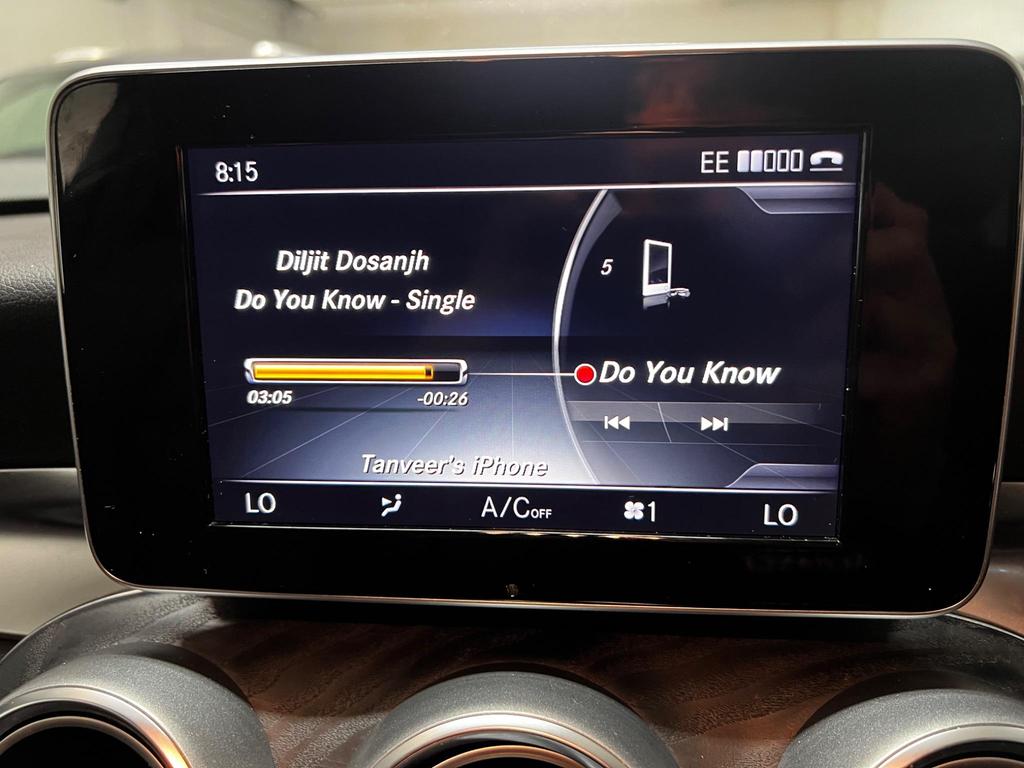 8:15
EE
Diljit Dosanjh
Do You Know - Single
5
Do You Know
03:05
-00:26
Tanveer's iPhone
LO
A/C OFF
1
LO